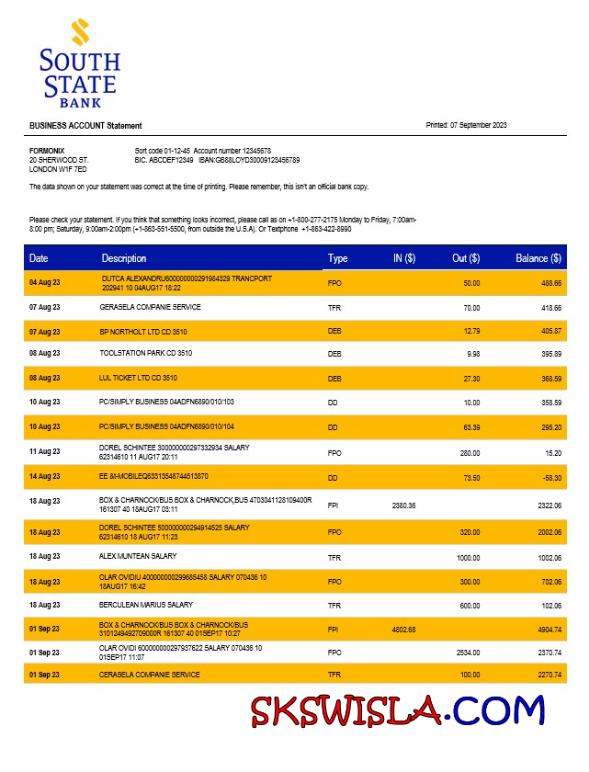 SOUTH
STATE
BANK
BUSINESS ACCOUNT Statement Printed: 07 September 2023
FORMONIX Sort code 01-12-45 Account number 12345678
20 SHERWOOD ST. BIC. ABCDEF12349 IBAN:GB88LOYD30009123456789
LONDON W1F 7ED
The data shown on your statement was correct at the time of printing. Please remember, this isn't an official bank copy.
Please check your statement. If you think that something looks incorrect, please call as on +1-800-277-2175 Monday to Friday, 7:00am-
8:00 pm; Saturday, 9:00am-2:00pm (+1-863-551-5500, from outside the U.S.A). Or Textphone +1-863-422-8990
Date Description Type IN ($) Out ($) Balance ($)
04 Aug 23 DUTCA ALEXANDRU600000000291984329 TRANCPORT FPO 50.00 488.66
202941 10 04AUG17 18:22
07 Aug 23 GERASELA COMPANIE SERVICE TFR 70.00 418.66
07 Aug 23 BP NORTHOLT LTD CD 3510 DEB 12.79 405.87
08 Aug 23 TOOLSTATION PARK CD 3510 DEB 9.98 395.89
08 Aug 23 LUL TICKET LTD CD 3510 DEB 27.30 368.59
10 Aug 23 PC/SIMPLY BUSINESS 04ADFN6890/010/103 DD 10.00 358.59
10 Aug 23 PC/SIMPLY BUSINESS 04ADFN6890/010/104 DD 63.39 295.20
11 Aug 23 DOREL SCHINTEE 300000000297332934 SALARY FPO 280.00 15.20
62314610 11 AUG17 20:11
14 Aug 23 EE &MOBILEQ63313548744513870 DD 73.50 -58.30
18 Aug 23 BOX & CHARNOCK/BUS BOX & CHARNOCK,BUS 4703041128109400R FPI 2380.36 2322.06
161307 40 18AUG17 03:11
18 Aug 23 DOREL SCHINTEE 500000000294914525 SALARY FPO 320.00 2002.06
62314610 18 AUG17 11:23
18 Aug 23 ALEX MUNTEAN SALARY TFR 1000.00 1002.06
18 Aug 23 OLAR OVIDIU 400000000299685458 SALARY 070436 10 FPO 300.00 702.06
18AUG17 16:42
18 Aug 23 BERCULEAN MARIUS SALARY TFR 600.00 102.06
01 Sep 23 BOX & CHARNOCK/BUS BOX & CHARNOCK/BUS FPI 4802.68 4904.74
3101249492709000R 161307 40 01SEP17 10:27
01 Sep 23 OLAR OVIDI 600000000297937622 SALARY 070436 10 FPO 2534.00 2370.74
01SEP17 11:07
01 Sep 23 CERASELA COMPANIE SERVICE TFR 100.00 2270.74
SKSWISLA.COM